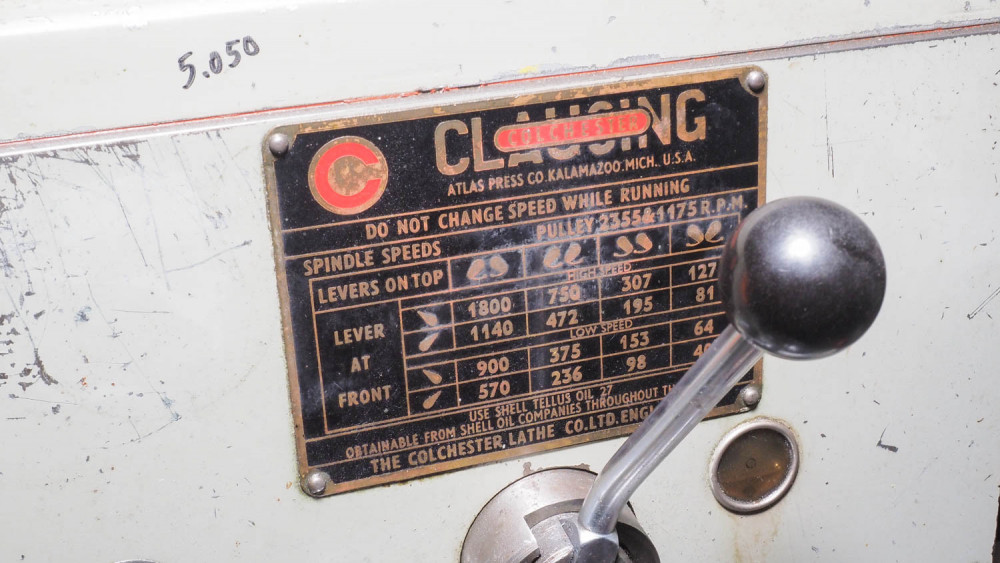 5.050
CLAUSING
COLCHESTER
ATLAS PRESS CO. KALAMAZOO. MICH. U.S.A.
DO NOT CHANGE SPEED WHILE RUNNING
SPINDLE SPEEDS PULLEY 2355 & 1175 R.P.M.
LEVERS ON TOP
HIGH SPEED
LEVER AT FRONT
1800 750 307 127
1140 472 195 81
LOW SPEED
900 375 153 64
570 236 98
USE SHELL TELLUS OIL 27
OBTAINABLE FROM SHELL OIL COMPANIES THROUGHOUT
THE COLCHESTER LATHE CO. LTD.